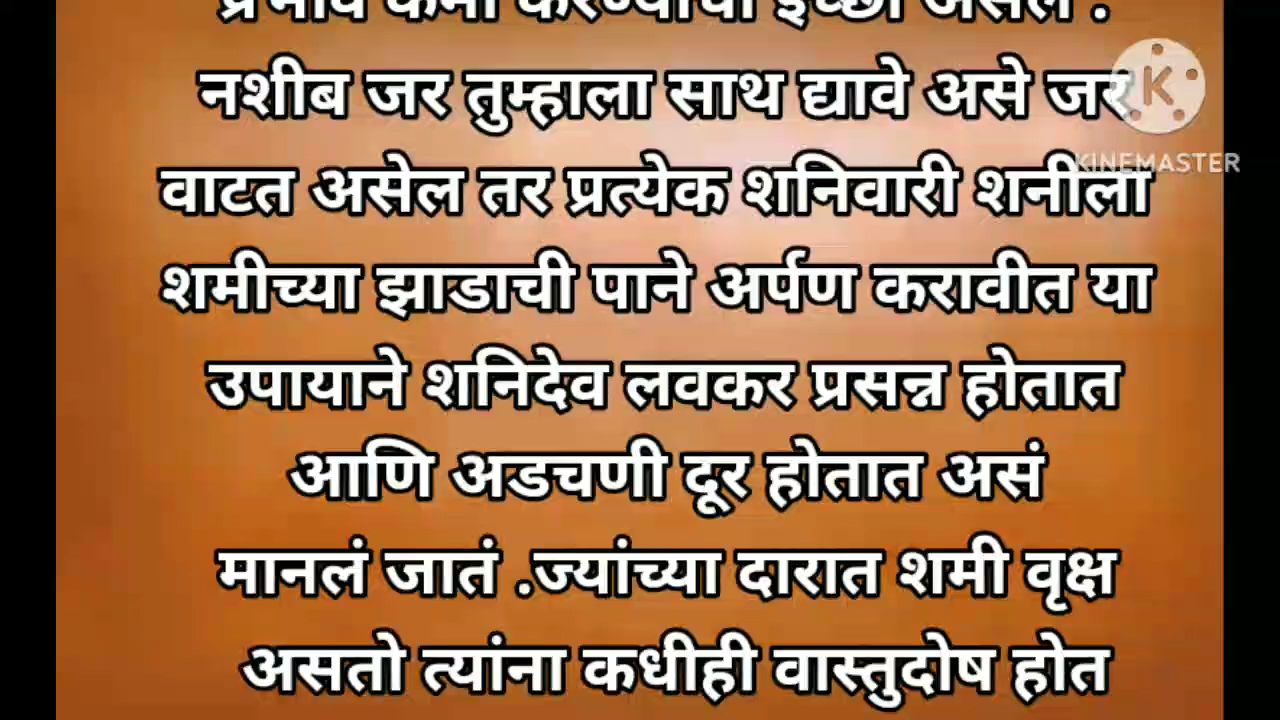 प्रभाव कमी करण्याची इच्छा असेल .
नशीब जर तुम्हाला साथ द्यावे असे जर
वाटत असेल तर प्रत्येक शनिवारी शनीला
शमीच्या झाडाची पाने अर्पण करावीत या
उपायाने शनिदेव लवकर प्रसन्न होतात
आणि अडचणी दूर होतात असं
मानलं जातं .ज्यांच्या दारात शमी वृक्ष
असतो त्यांना कधीही वास्तुदोष होत
K
KINEMASTER